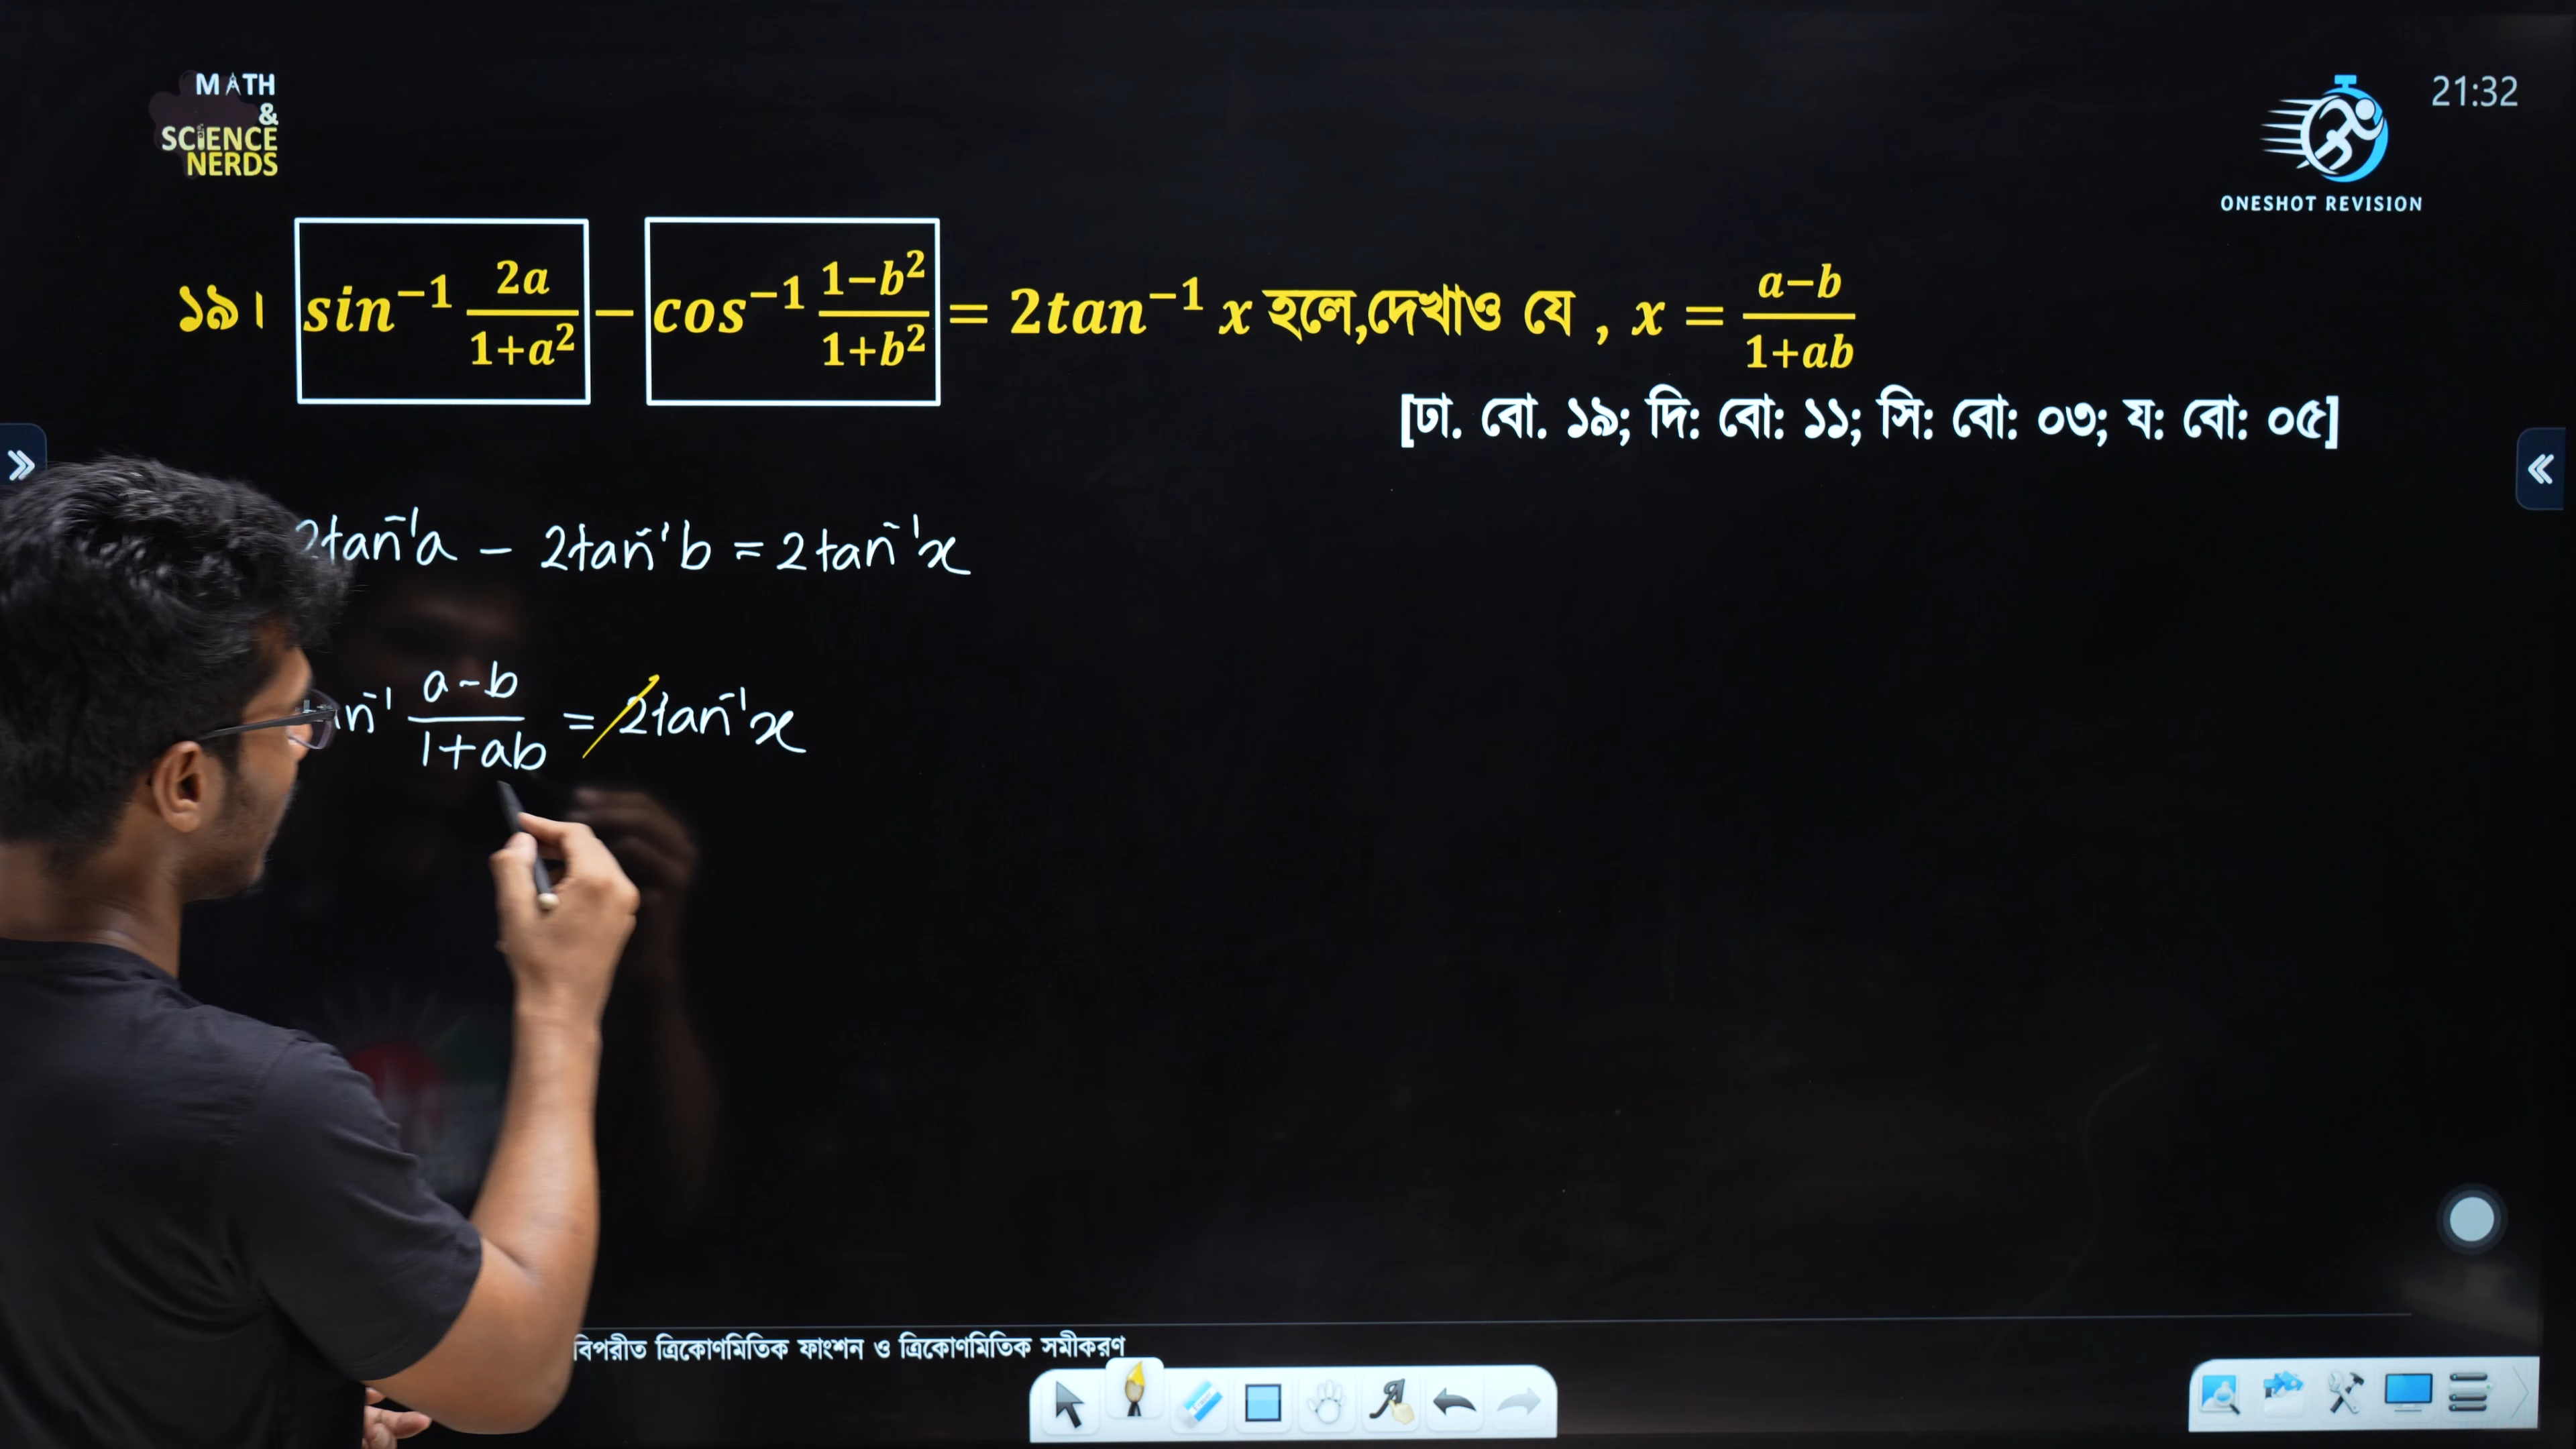 MATH
&
SCIENCE
NERDS
21:32
ONESHOT REVISION
১৯। sin⁻¹ 2a/1+a² − cos⁻¹ 1−b²/1+b² = 2tan⁻¹ x হলে,দেখাও যে , x = a−b/1+ab
[ঢা. বো. ১৯; দি: বো: ১১; সি: বো: ০৩; য: বো: ০৫]
2tan⁻¹a − 2tan⁻¹b = 2tan⁻¹x
an⁻¹ a−b/1+ab = 2tan⁻¹x
বিপরীত ত্রিকোণমিতিক ফাংশন ও ত্রিকোণমিতিক সমীকরণ